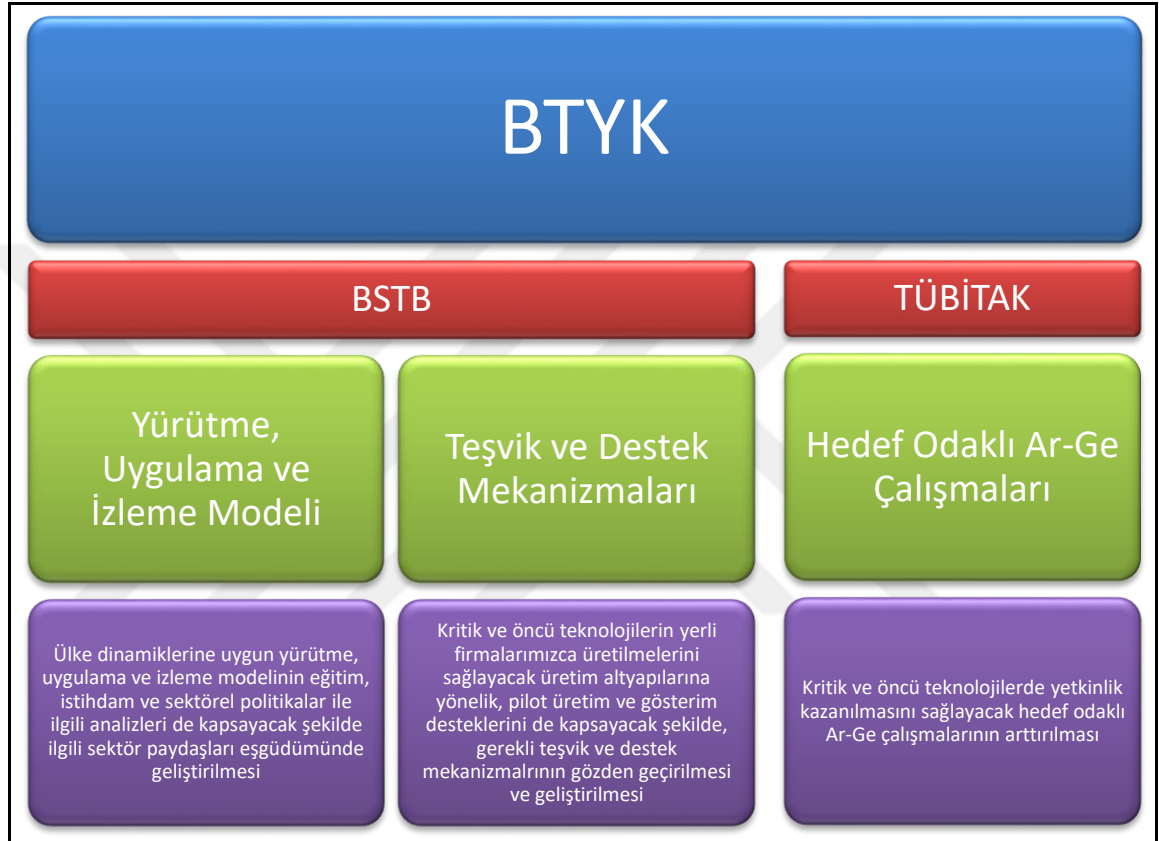 BTYK
BSTB
TÜBİTAK
Yürütme,
Uygulama ve
İzleme Modeli
Teşvik ve Destek
Mekanizmaları
Hedef Odaklı Ar-Ge
Çalışmaları
Ülke dinamiklerine uygun yürütme,
uygulama ve izleme modelinin eğitim,
istihdam ve sektörel politikalar ile
ilgili analizleri de kapsayacak şekilde
ilgili sektör paydaşları eşgüdümünde
geliştirilmesi
Kritik ve öncü teknolojilerin yerli
firmalarımızca üretilmelerini
sağlayacak üretim altyapılarına
yönelik, pilot üretim ve gösterim
desteklerini de kapsayacak şekilde,
gerekli teşvik ve destek
mekanizmalrının gözden geçirilmesi
ve geliştirilmesi
Kritik ve öncü teknolojilerde yetkinlik
kazanılmasını sağlayacak hedef odaklı
Ar-Ge çalışmalarının arttırılması